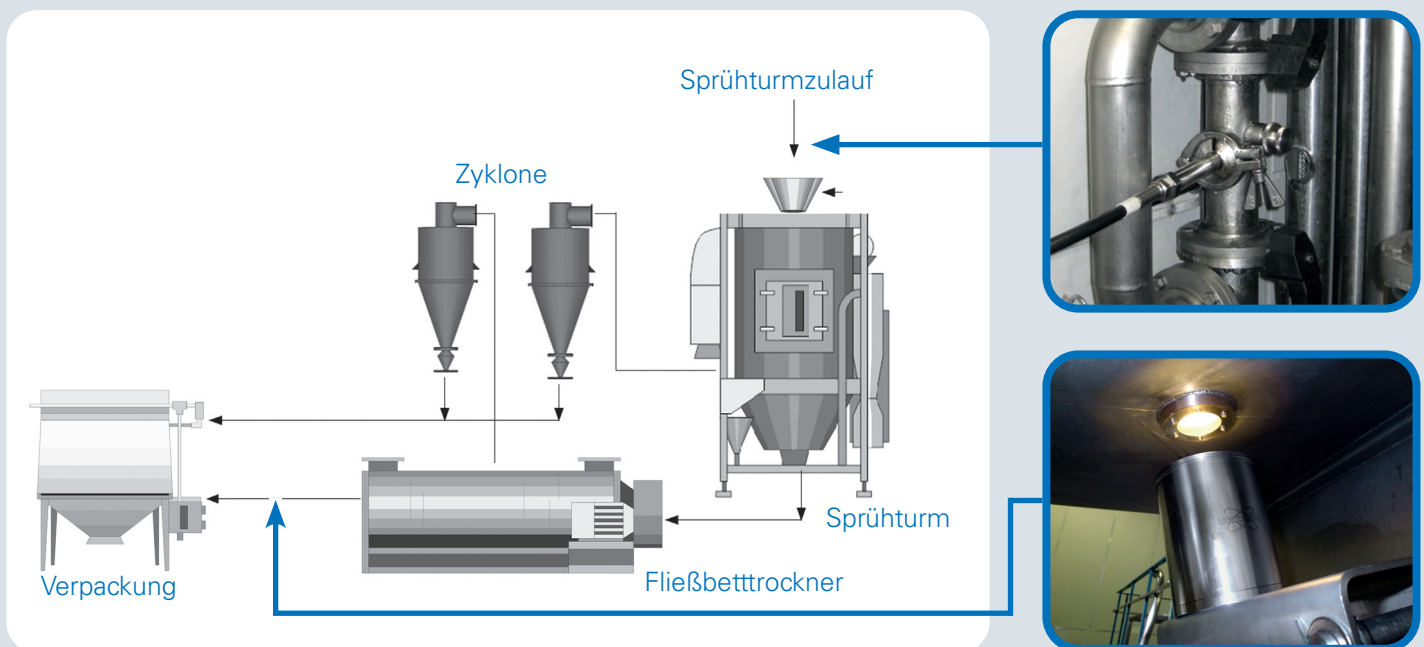 Sprühturmzulauf
Zyklone
Sprühturm
Fließbetttrockner
Verpackung